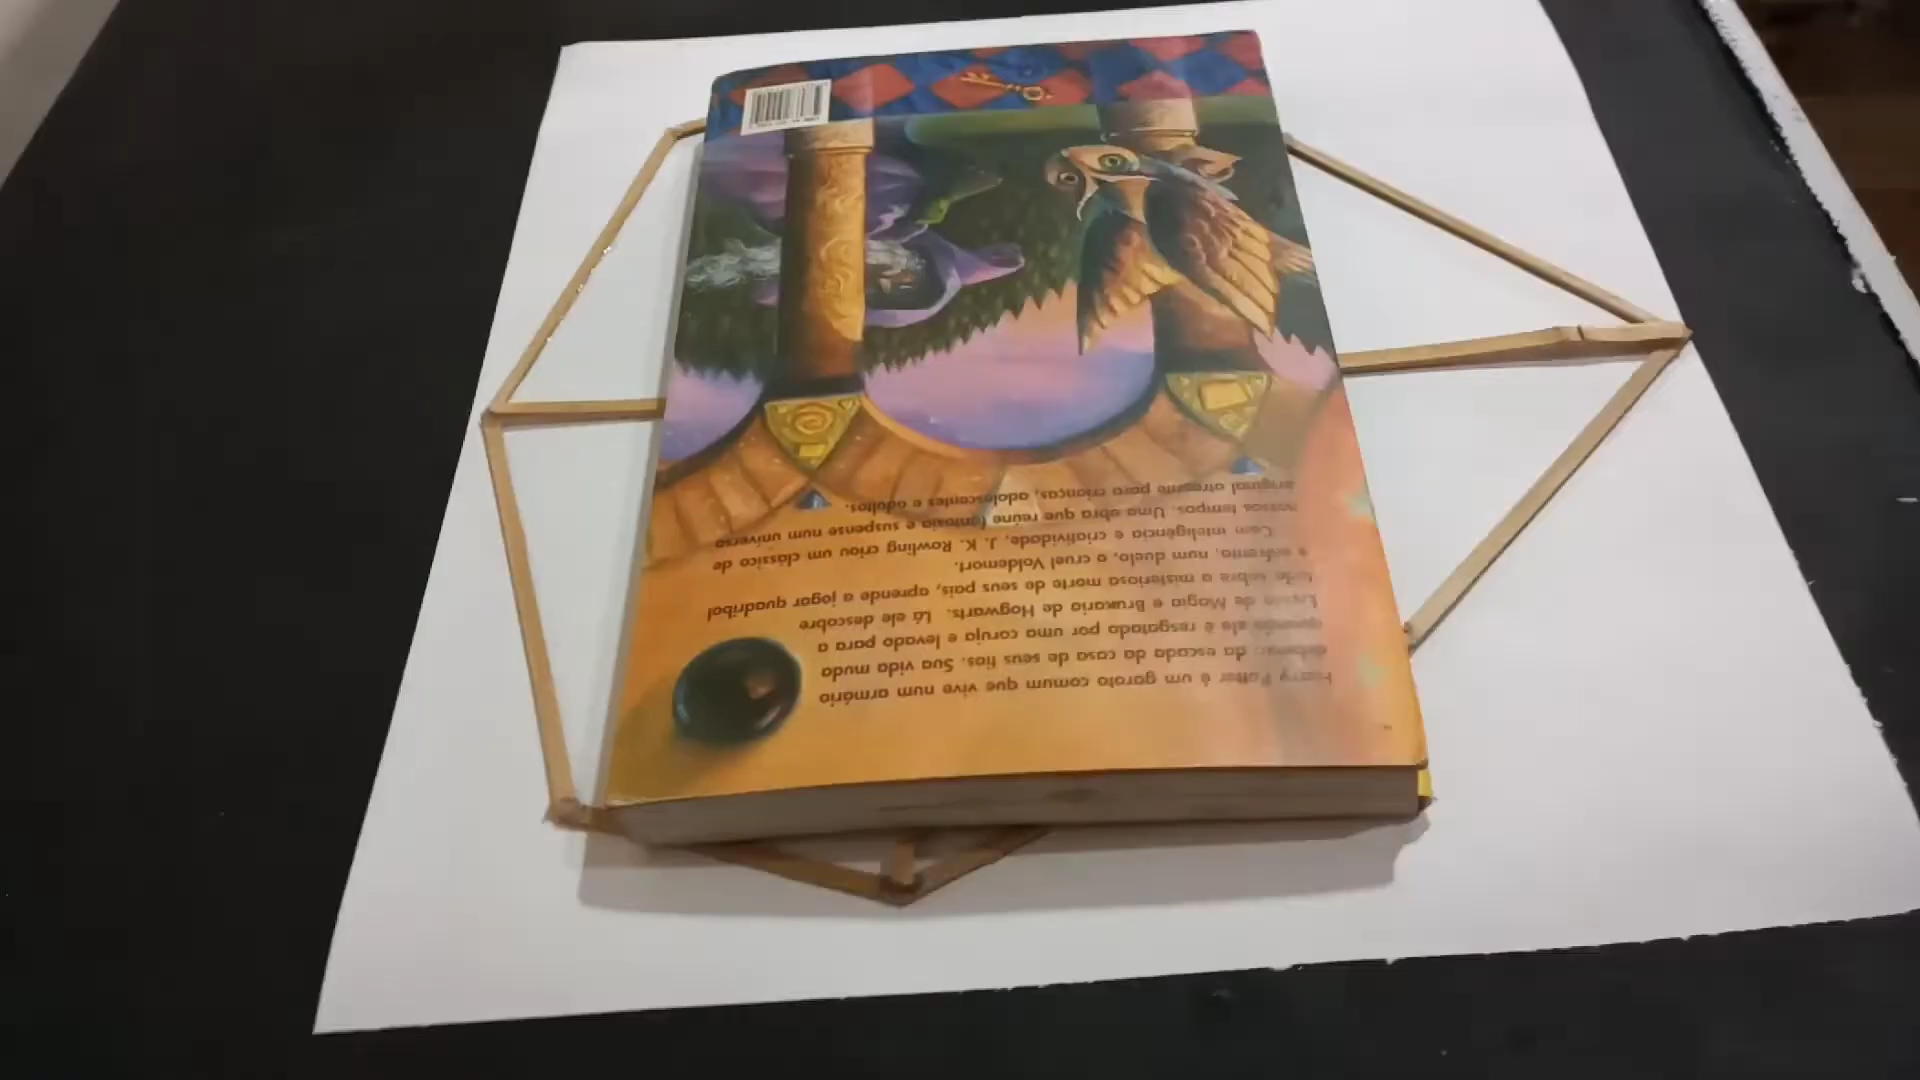 Harry Potter é um garoto comum que vive num armário
debaixo da escada da casa de seus tios. Sua vida muda
quando ele é resgatado por uma coruja e levado para a
Escola de Magia e Bruxaria de Hogwarts. Lá ele descobre
tudo sobre a misteriosa morte de seus pais, aprende a jogar quadribol
e enfrenta, num duelo, o cruel Voldemort.
Com inteligência e criatividade, J. K. Rowling criou um clássico de
nossos tempos. Uma obra que reúne fantasia e suspense num universo
original atraente para crianças, adolescentes e adultos.